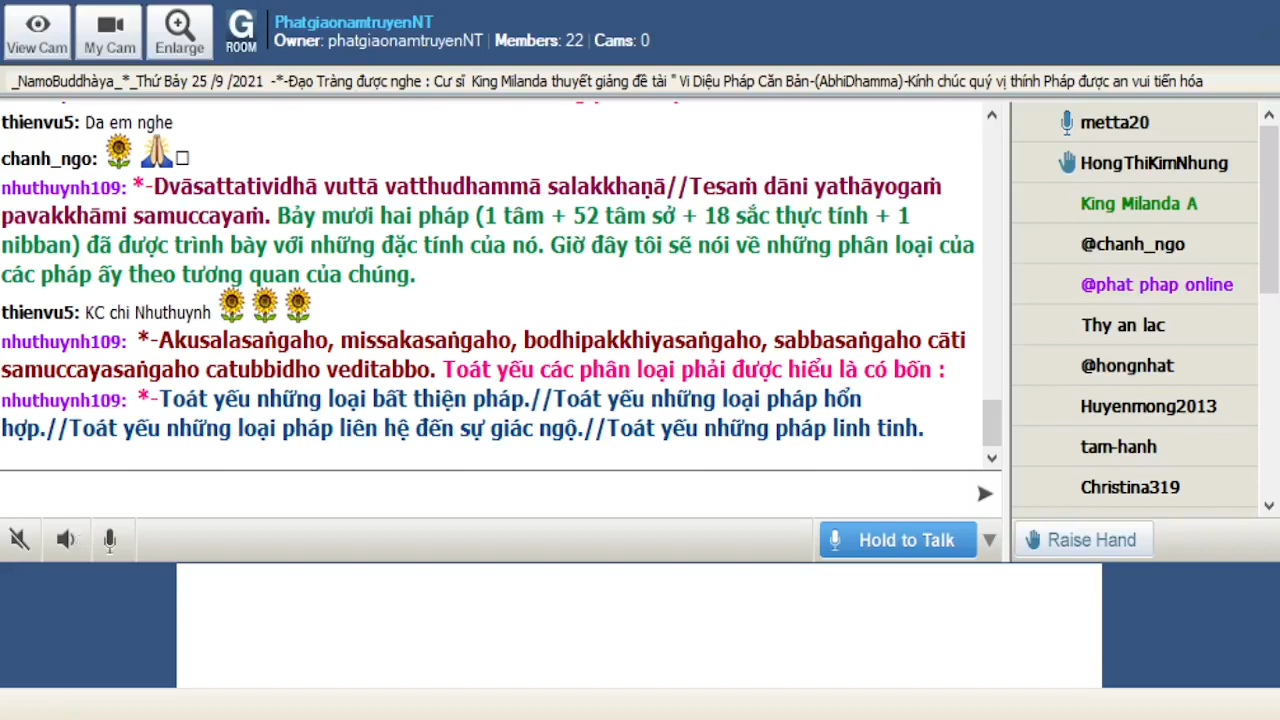 View Cam
My Cam
Enlarge
G
ROOM
PhatgiaonamtruyenNT
Owner: phatgiaonamtruyenNT | Members: 22 | Cams: 0
_NamoBuddhàya_*_Thứ Bảy 25 /9 /2021 -*-Đạo Tràng được nghe : Cư sĩ King Milanda thuyết giảng đề tài " Vi Diệu Pháp Căn Bản-(AbhiDhamma)-Kính chúc quý vị thính Pháp được an vui tiến hóa
thienvu5: Da em nghe
chanh_ngo:
nhuthuynh109: *-Dvāsattatividhā vuttā vatthudhammā salakkhaṇā//Tesaṁ dāni yathāyogaṁ
pavakkhāmi samuccayaṁ. Bảy mươi hai pháp (1 tâm + 52 tâm sở + 18 sắc thực tính + 1
nibban) đã được trình bày với những đặc tính của nó. Giờ đây tôi sẽ nói về những phân loại của
các pháp ấy theo tương quan của chúng.
thienvu5: KC chi Nhuthuynh
nhuthuynh109: *-Akusalasaṅgaho, missakasaṅgaho, bodhipakkhiyasaṅgaho, sabbasaṅgaho cāti
samuccayasaṅgaho catubbidho veditabbo. Toát yếu các phân loại phải được hiểu là có bốn :
nhuthuynh109: *-Toát yếu những loại bất thiện pháp.//Toát yếu những loại pháp hổn
hợp.//Toát yếu những loại pháp liên hệ đến sự giác ngộ.//Toát yếu những pháp linh tinh.
metta20
HongThiKimNhung
King Milanda A
@chanh_ngo
@phat phap online
Thy an lac
@hongnhat
Huyenmong2013
tam-hanh
Christina319
Hold to Talk
Raise Hand